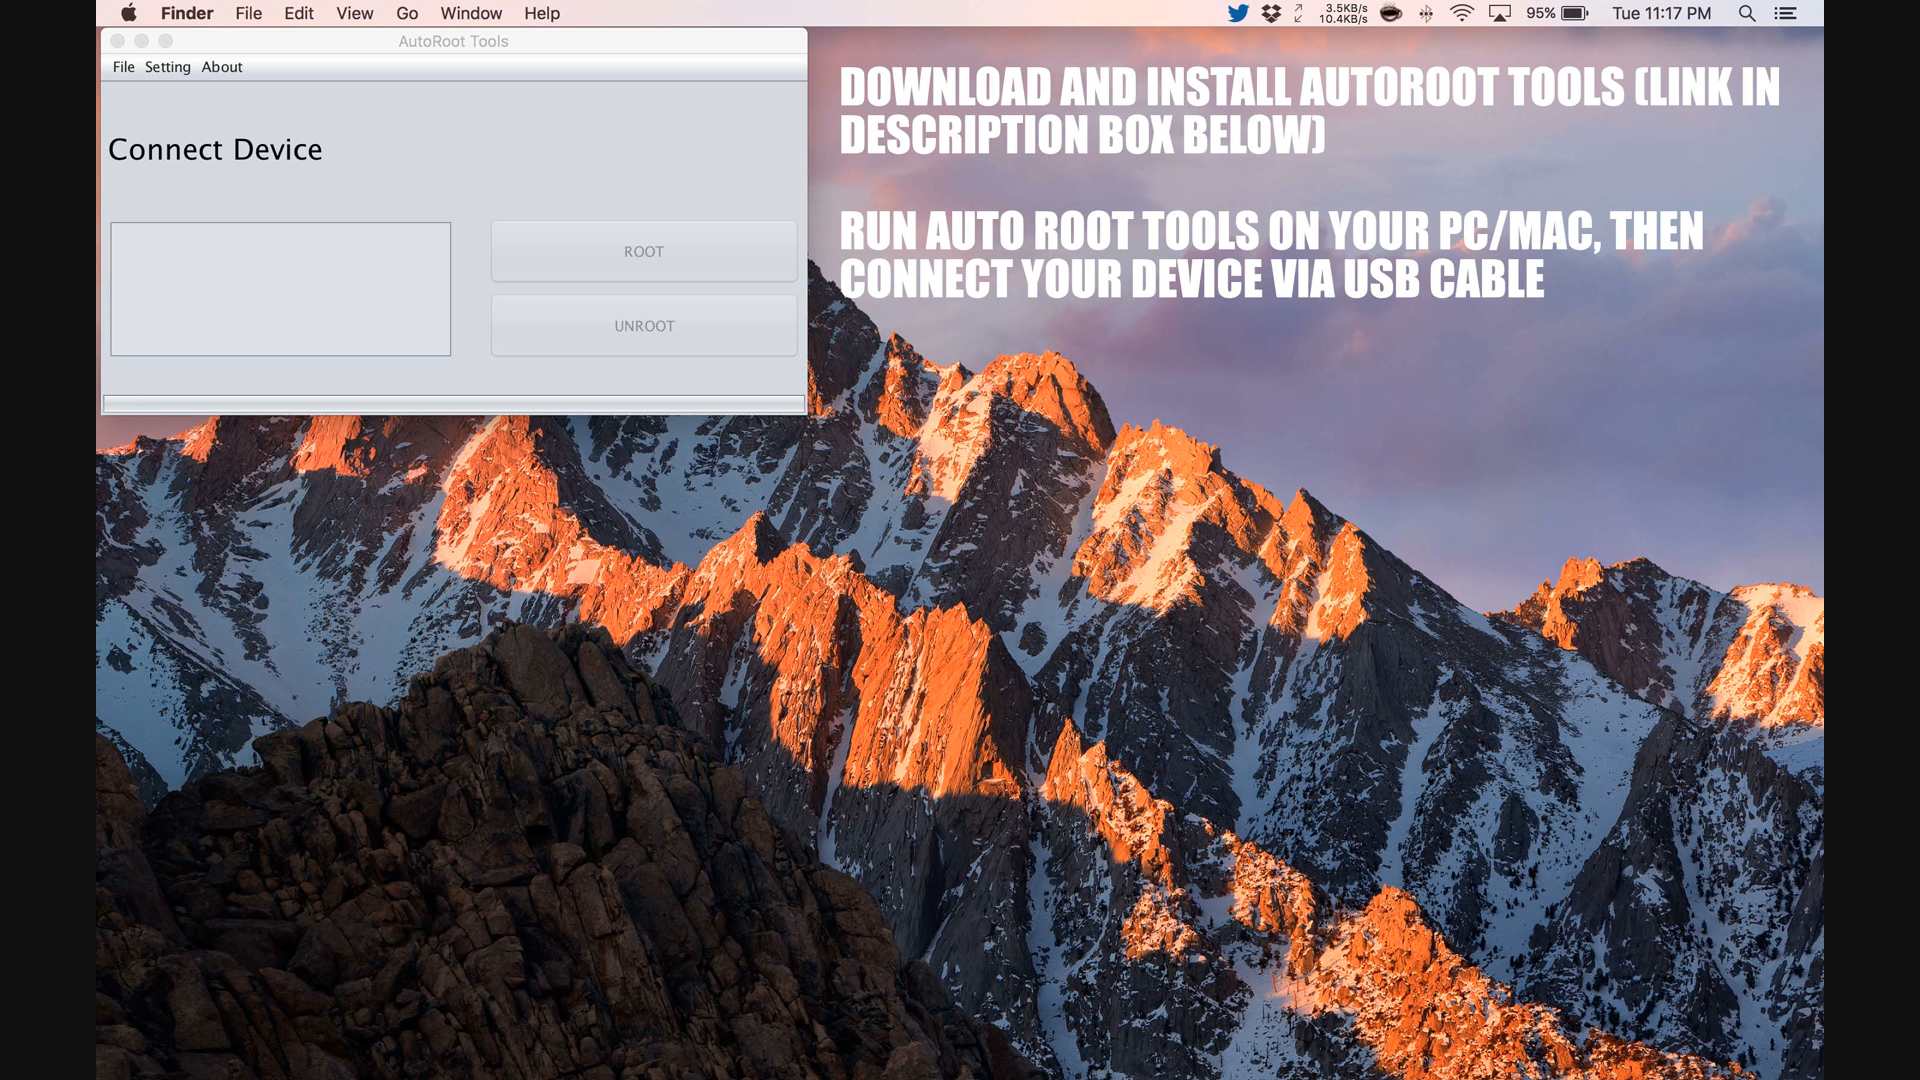 Finder File Edit View Go Window Help 3.5KB/s 10.4KB/s 95% Tue 11:17 PM
AutoRoot Tools
File Setting About
Connect Device
ROOT
UNROOT
DOWNLOAD AND INSTALL AUTOROOT TOOLS (LINK IN
DESCRIPTION BOX BELOW)
RUN AUTO ROOT TOOLS ON YOUR PC/MAC, THEN
CONNECT YOUR DEVICE VIA USB CABLE